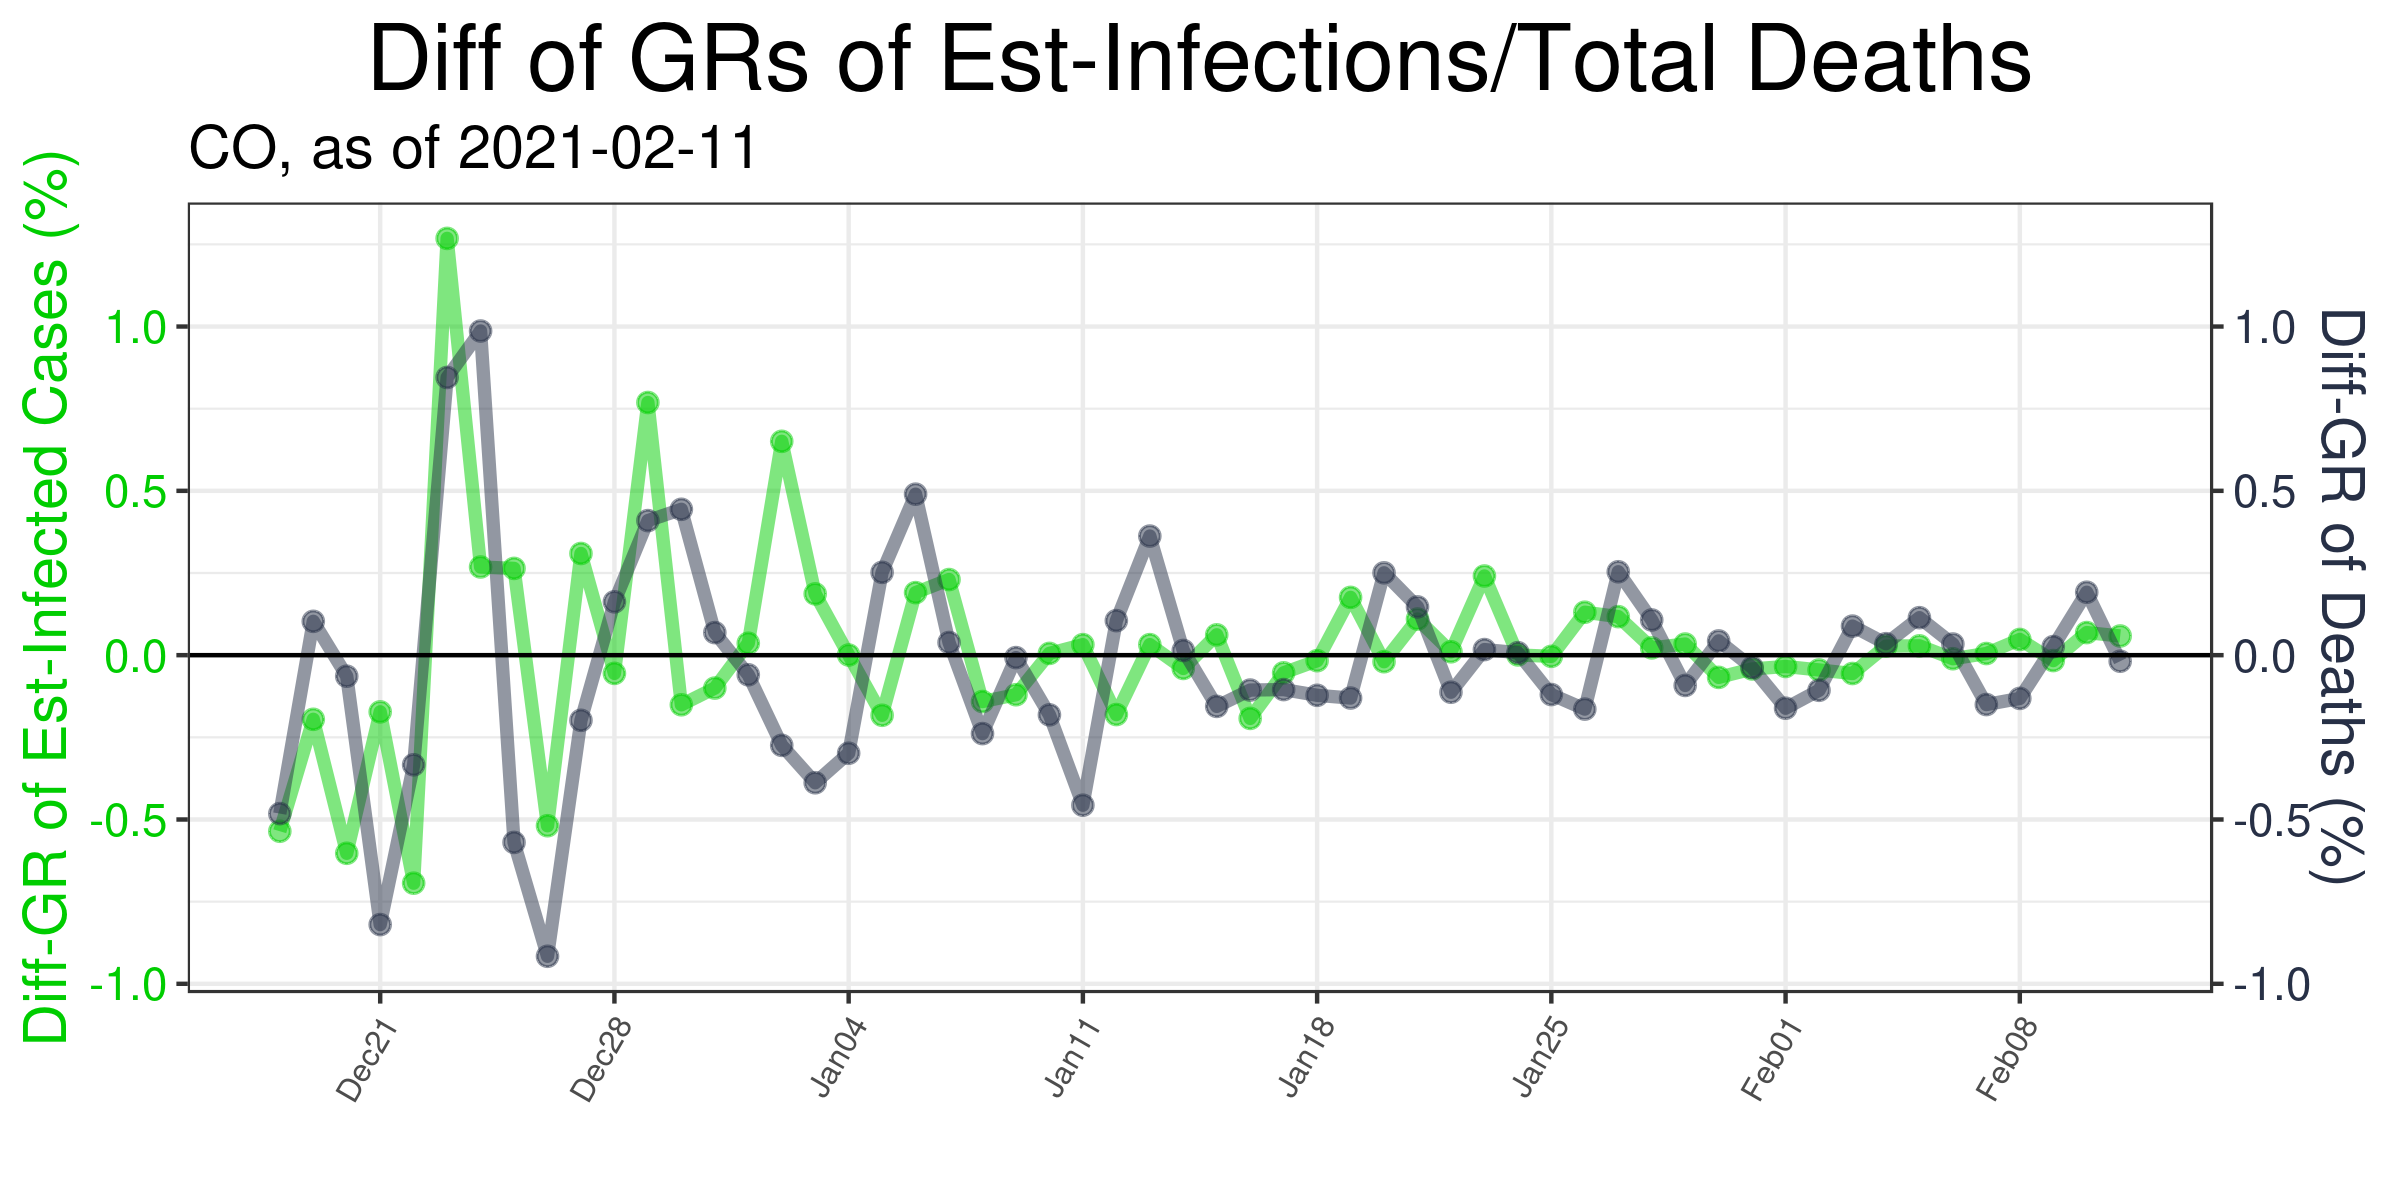 Diff of GRs of Est-Infections/Total Deaths
CO, as of 2021-02-11
Diff-GR of Est-Infected Cases (%)
1.0
0.5
0.0
-0.5
-1.0
1.0
0.5
0.0
-0.5
-1.0
Diff-GR of Deaths (%)
Dec21
Dec28
Jan04
Jan11
Jan18
Jan25
Feb01
Feb08